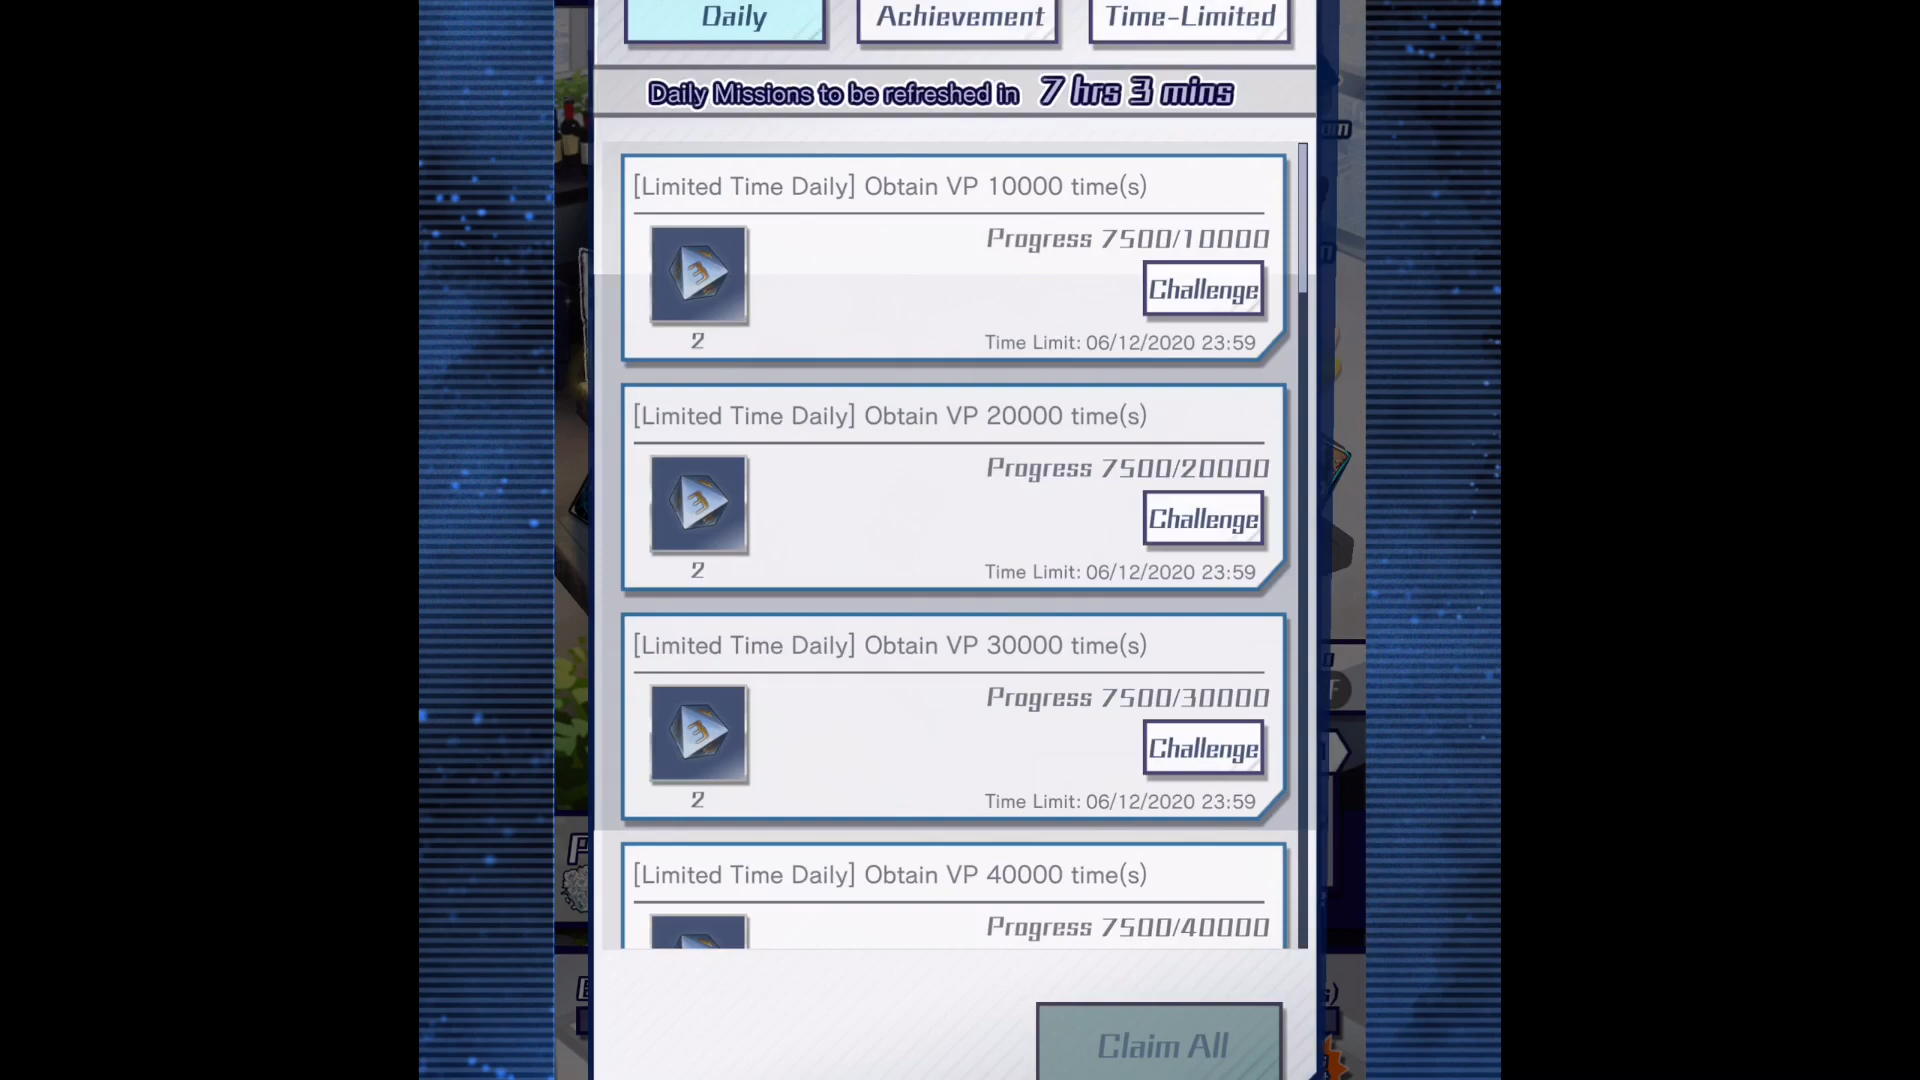 Daily Achievement Time-Limited
Daily Missions to be refreshed in 7 hrs 3 mins
[Limited Time Daily] Obtain VP 10000 time(s)
Progress 7500/10000
Challenge
2
Time Limit: 06/12/2020 23:59
[Limited Time Daily] Obtain VP 20000 time(s)
Progress 7500/20000
Challenge
2
Time Limit: 06/12/2020 23:59
[Limited Time Daily] Obtain VP 30000 time(s)
Progress 7500/30000
Challenge
2
Time Limit: 06/12/2020 23:59
[Limited Time Daily] Obtain VP 40000 time(s)
Progress 7500/40000
Claim All